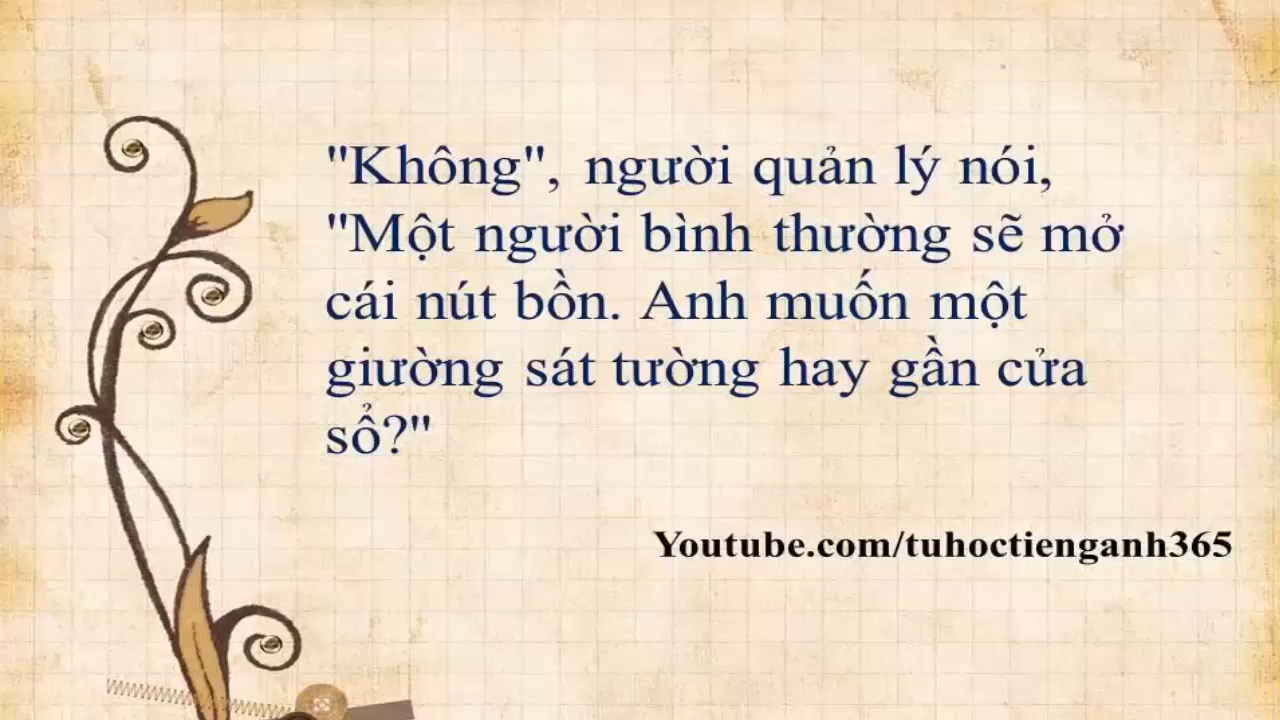 "Không", người quản lý nói,
"Một người bình thường sẽ mở
cái nút bồn. Anh muốn một
giường sát tường hay gần cửa
sổ?"
Youtube.com/tuhoctienganh365